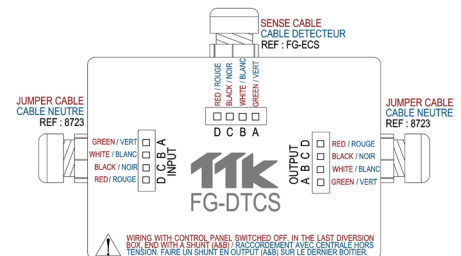 SENSE CABLE
CABLE DETECTEUR
REF : FG-ECS
RED / ROUGE
BLACK / NOIR
WHITE / BLANC
GREEN / VERT
D C B A
JUMPER CABLE
CABLE NEUTRE
REF : 8723
GREEN / VERT
WHITE / BLANC
BLACK / NOIR
RED / ROUGE
D C B A
INPUT
TTK
FG-DTCS
OUTPUT
A B C D
RED / ROUGE
BLACK / NOIR
WHITE / BLANC
GREEN / VERT
JUMPER CABLE
CABLE NEUTRE
REF : 8723
WIRING WITH CONTROL PANEL SWITCHED OFF, IN THE LAST DIVERSION
BOX, END WITH A SHUNT (A&B) / RACCORDEMENT AVEC CENTRALE HORS
TENSION. FAIRE UN SHUNT EN OUTPUT (A&B) SUR LE DERNIER BOITIER.